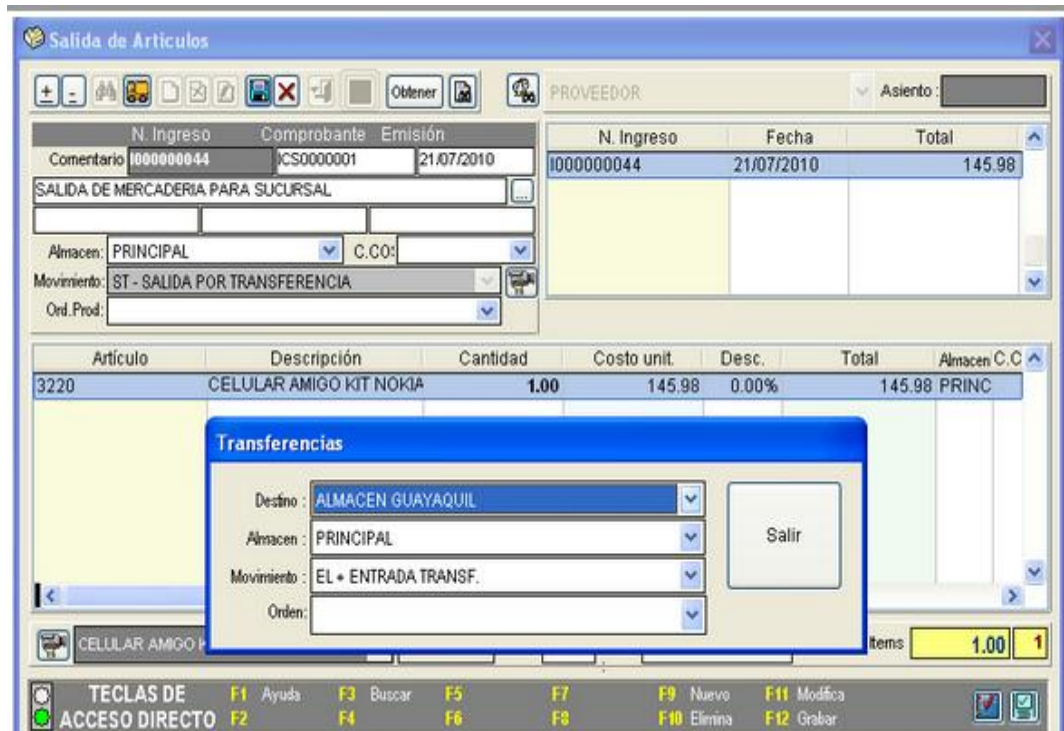 Salida de Articulos
+ - Obtener PROVEEDOR Asiento :
N. Ingreso Comprobante Emisión
Comentario I000000044 ICS0000001 21/07/2010
SALIDA DE MERCADERIA PARA SUCURSAL ...
Almacen: PRINCIPAL C.CO:
Movimiento: ST - SALIDA POR TRANSFERENCIA
Ord.Prod:
N. Ingreso Fecha Total
I000000044 21/07/2010 145.98
Artículo Descripción Cantidad Costo unit. Desc. Total Almacen C.C
3220 CELULAR AMIGO KIT NOKIA 1.00 145.98 0.00% 145.98 PRINC
Transferencias
Destino : ALMACEN GUAYAQUIL
Almacen : PRINCIPAL
Movimiento : EL + ENTRADA TRANSF.
Orden:
Salir
CELULAR AMIGO K Items 1.00 1
TECLAS DE F1 Ayuda F3 Buscar F5 F7 F9 Nuevo F11 Modifica
ACCESO DIRECTO F2 F4 F6 F8 F10 Elimina F12 Grabar